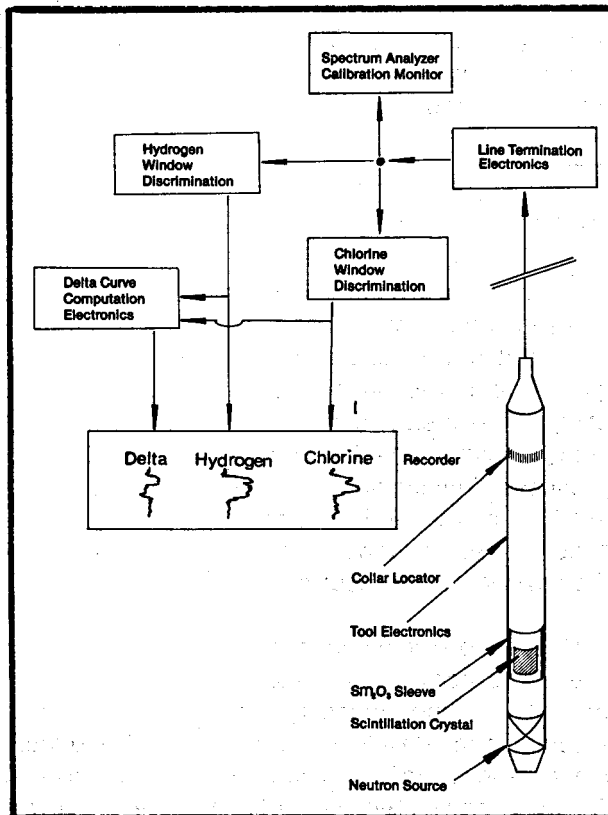 Spectrum Analyzer
Calibration Monitor
Hydrogen
Window
Discrimination
Line Termination
Electronics
Chlorine
Window
Discrimination
Delta Curve
Computation
Electronics
Delta
Hydrogen
Chlorine
Recorder
Collar Locator
Tool Electronics
Sm₂O₃ Sleeve
Scintillation Crystal
Neutron Source